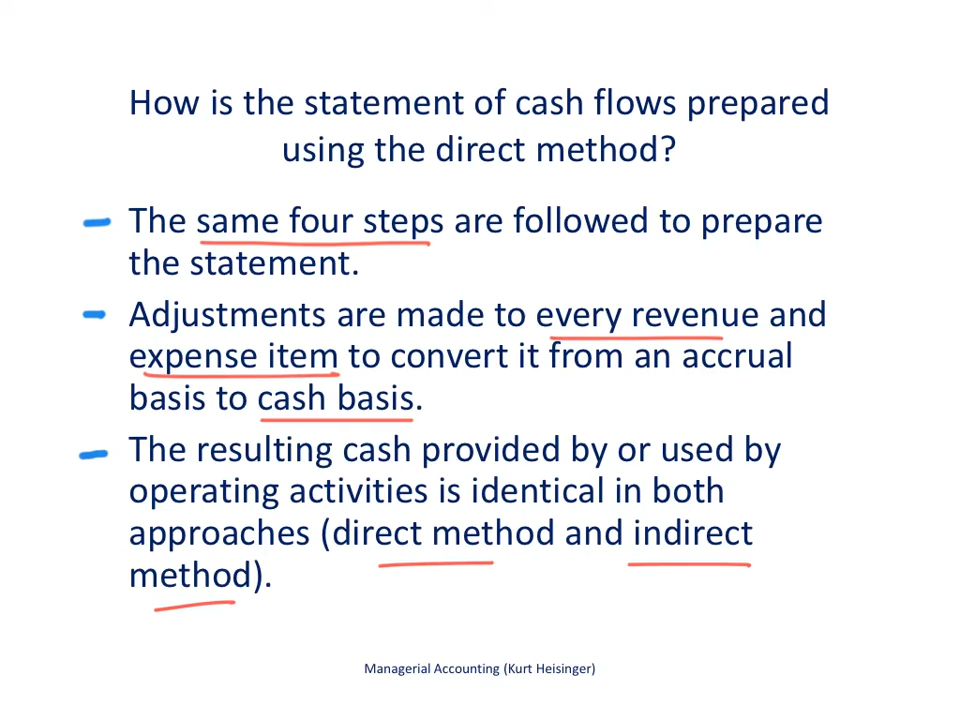 How is the statement of cash flows prepared
using the direct method?
The same four steps are followed to prepare
the statement.
Adjustments are made to every revenue and
expense item to convert it from an accrual
basis to cash basis.
The resulting cash provided by or used by
operating activities is identical in both
approaches (direct method and indirect
method).
Managerial Accounting (Kurt Heisinger)